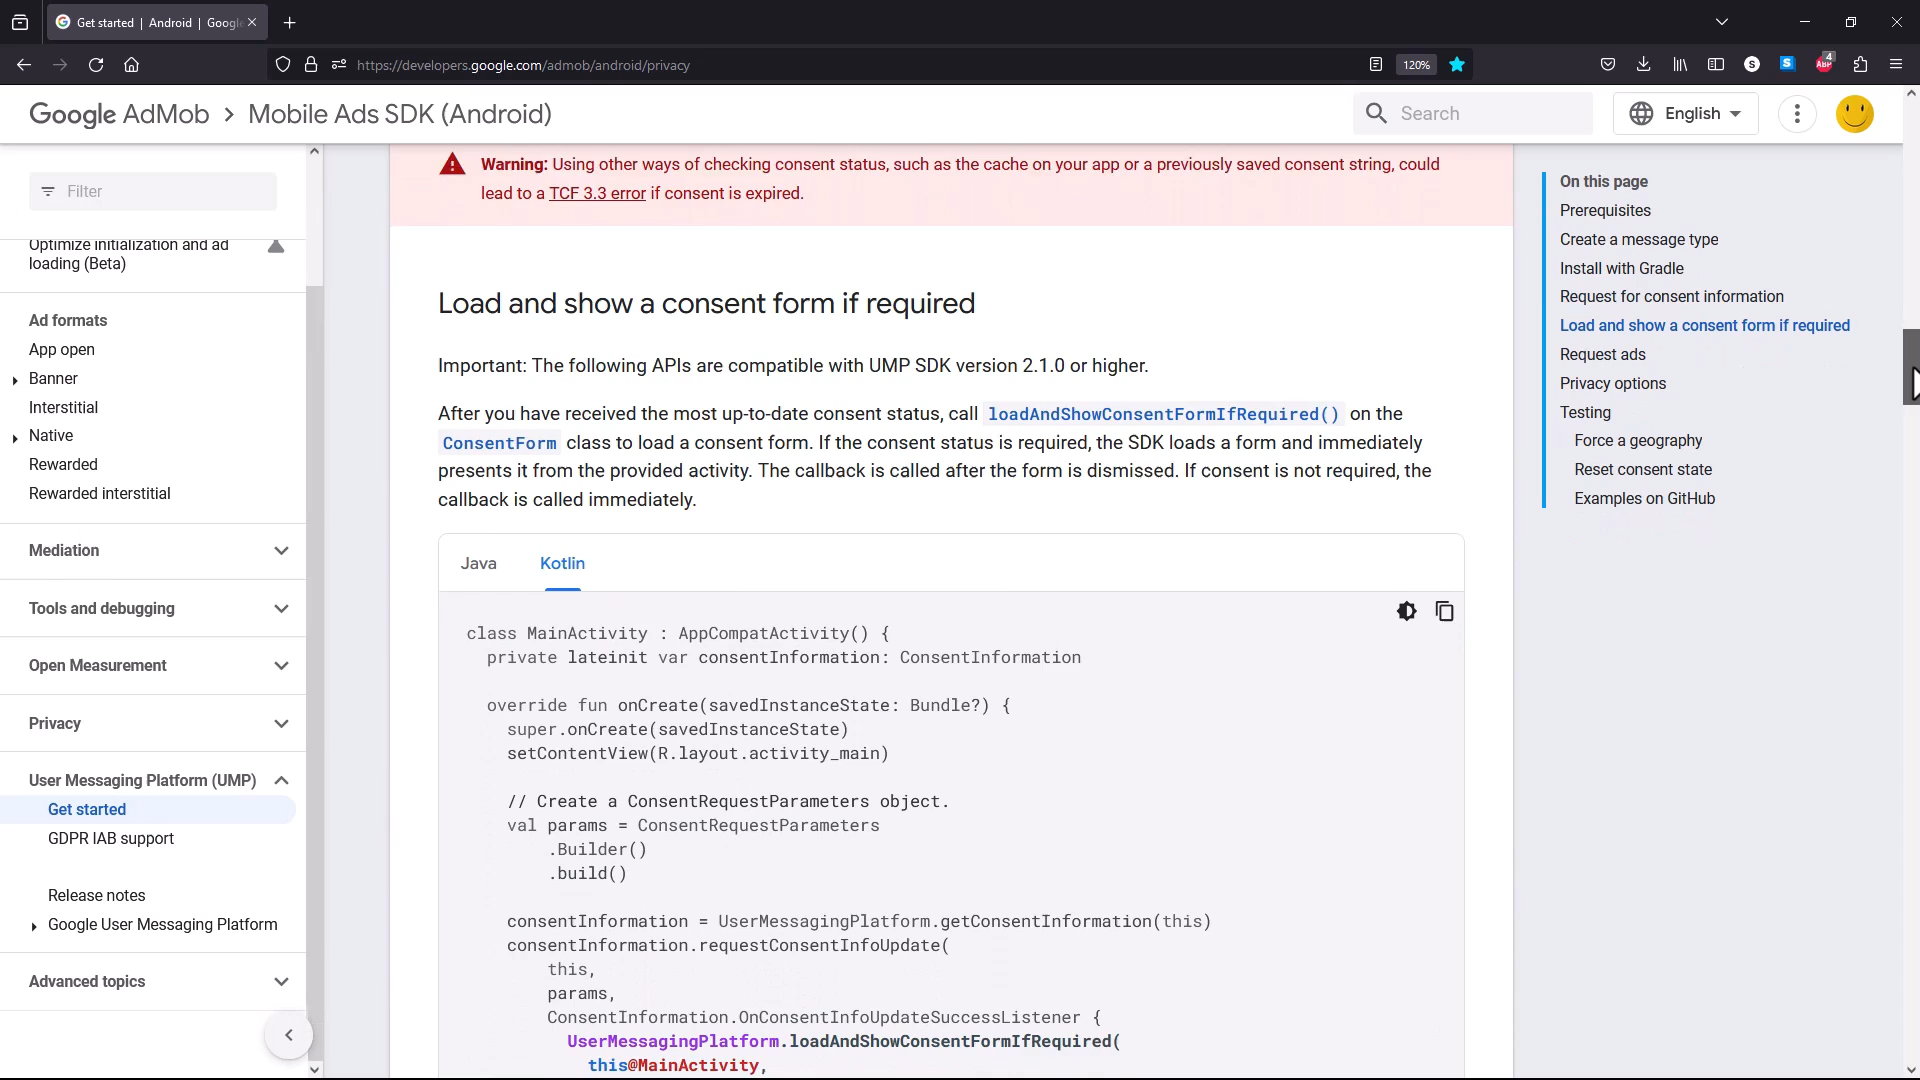 Get started | Android | Google
https://developers.google.com/admob/android/privacy
120%
S
S
4
ABP
Google AdMob > Mobile Ads SDK (Android)
Search
English
Filter
Optimize initialization and ad
loading (Beta)
Ad formats
App open
Banner
Interstitial
Native
Rewarded
Rewarded interstitial
Mediation
Tools and debugging
Open Measurement
Privacy
User Messaging Platform (UMP)
Get started
GDPR IAB support
Release notes
Google User Messaging Platform
Advanced topics
Warning: Using other ways of checking consent status, such as the cache on your app or a previously saved consent string, could
lead to a TCF 3.3 error if consent is expired.
Load and show a consent form if required
Important: The following APIs are compatible with UMP SDK version 2.1.0 or higher.
After you have received the most up-to-date consent status, call loadAndShowConsentFormIfRequired() on the
ConsentForm class to load a consent form. If the consent status is required, the SDK loads a form and immediately
presents it from the provided activity. The callback is called after the form is dismissed. If consent is not required, the
callback is called immediately.
Java
Kotlin
class MainActivity : AppCompatActivity() {
private lateinit var consentInformation: ConsentInformation
override fun onCreate(savedInstanceState: Bundle?) {
super.onCreate(savedInstanceState)
setContentView(R.layout.activity_main)
// Create a ConsentRequestParameters object.
val params = ConsentRequestParameters
.Builder()
.build()
consentInformation = UserMessagingPlatform.getConsentInformation(this)
consentInformation.requestConsentInfoUpdate(
this,
params,
ConsentInformation.OnConsentInfoUpdateSuccessListener {
UserMessagingPlatform.loadAndShowConsentFormIfRequired(
this@MainActivity,
On this page
Prerequisites
Create a message type
Install with Gradle
Request for consent information
Load and show a consent form if required
Request ads
Privacy options
Testing
Force a geography
Reset consent state
Examples on GitHub